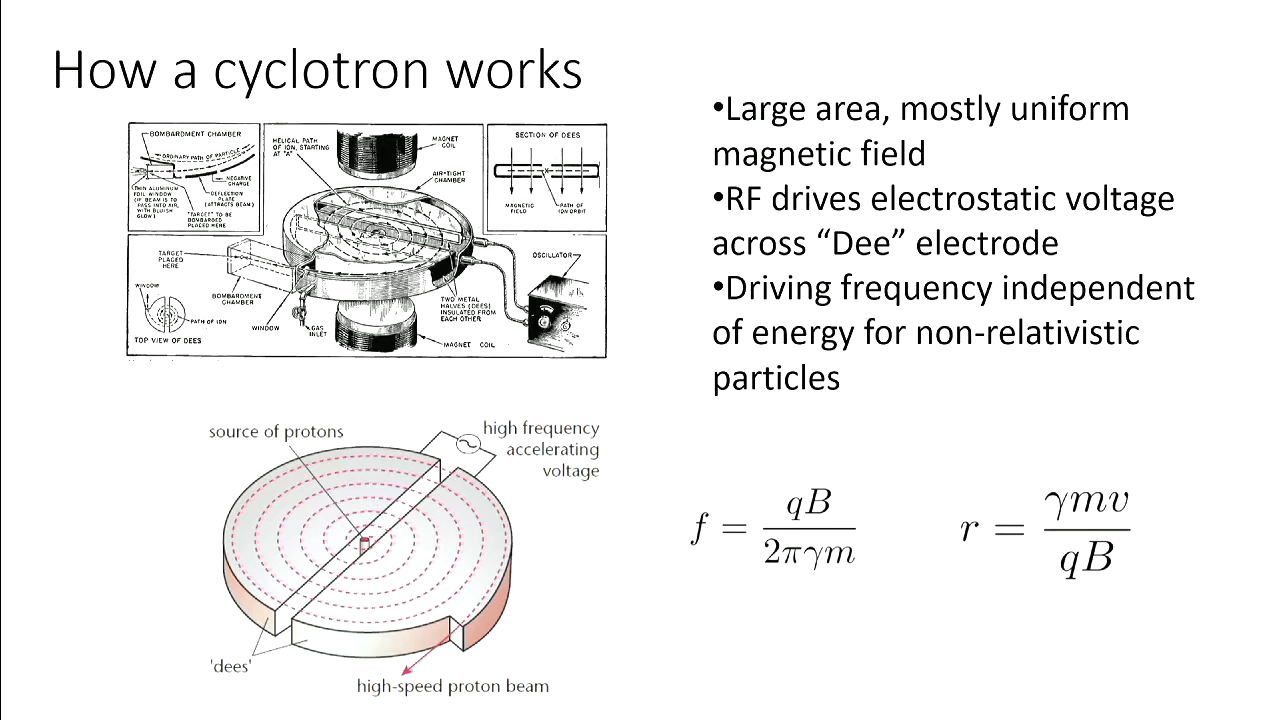 How a cyclotron works
BOMBARDMENT CHAMBER
ORDINARY PATH OF PARTICLE
NEGATIVE
CHARGE
DEFLECTION
PLATE
(ATTRACTS BEAM)
THIN ALUMINUM
FOIL WINDOW
(IF BEAM IS TO
PASS INTO AIR,
WITH BLUISH
GLOW)
"TARGET" TO BE
BOMBARDED
PLACED HERE
HELICAL PATH
OF ION, STARTING
AT "A"
MAGNET
COIL
AIR-TIGHT
CHAMBER
SECTION OF DEES
MAGNETIC
FIELD
PATH OF
ION ORBIT
TARGET
PLACED
HERE
WINDOW
PATH OF ION
TOP VIEW OF DEES
BOMBARDMENT
CHAMBER
WINDOW
GAS
INLET
TWO METAL
HALVES (DEES)
INSULATED FROM
EACH OTHER
MAGNET COIL
OSCILLATOR
source of protons
high frequency
accelerating
voltage
'dees'
high-speed proton beam
•Large area, mostly uniform
magnetic field
•RF drives electrostatic voltage
across “Dee” electrode
•Driving frequency independent
of energy for non-relativistic
particles
f = qB / 2πγm
r = γmv / qB